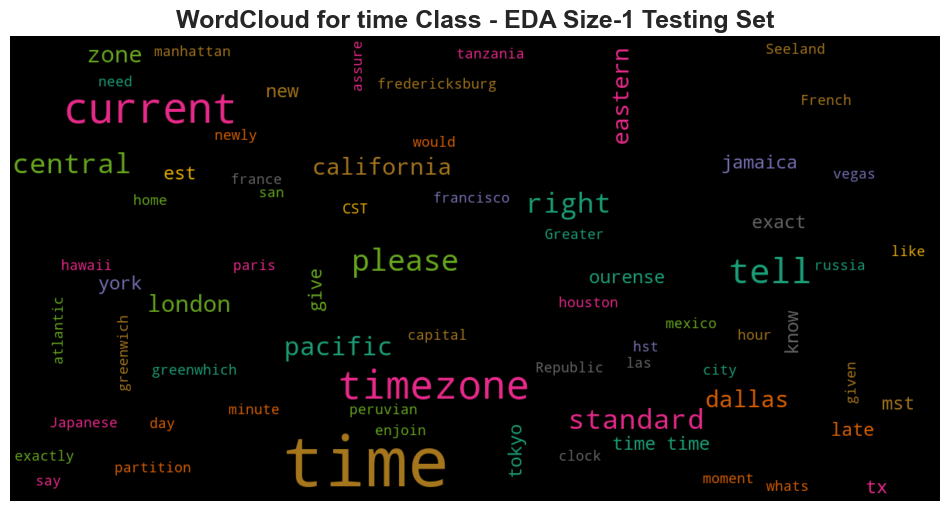 WordCloud for time Class - EDA Size-1 Testing Set
zone
manhattan
assure
tanzania
eastern
Seeland
need
new
fredericksburg
French
current
newly
would
central
est
california
jamaica
vegas
france
san
home
CST
francisco
right
exact
Greater
like
hawaii
paris
please
tell
russia
york
give
ourense
london
houston
atlantic
greenwich
mexico
know
hour
capital
pacific
hst
las
greenwhich
Republic
city
given
timezone
dallas
mst
minute
peruvian
standard
Japanese
day
enjoin
late
time
tokyo
time time
exactly
partition
clock
say
moment
whats
tx